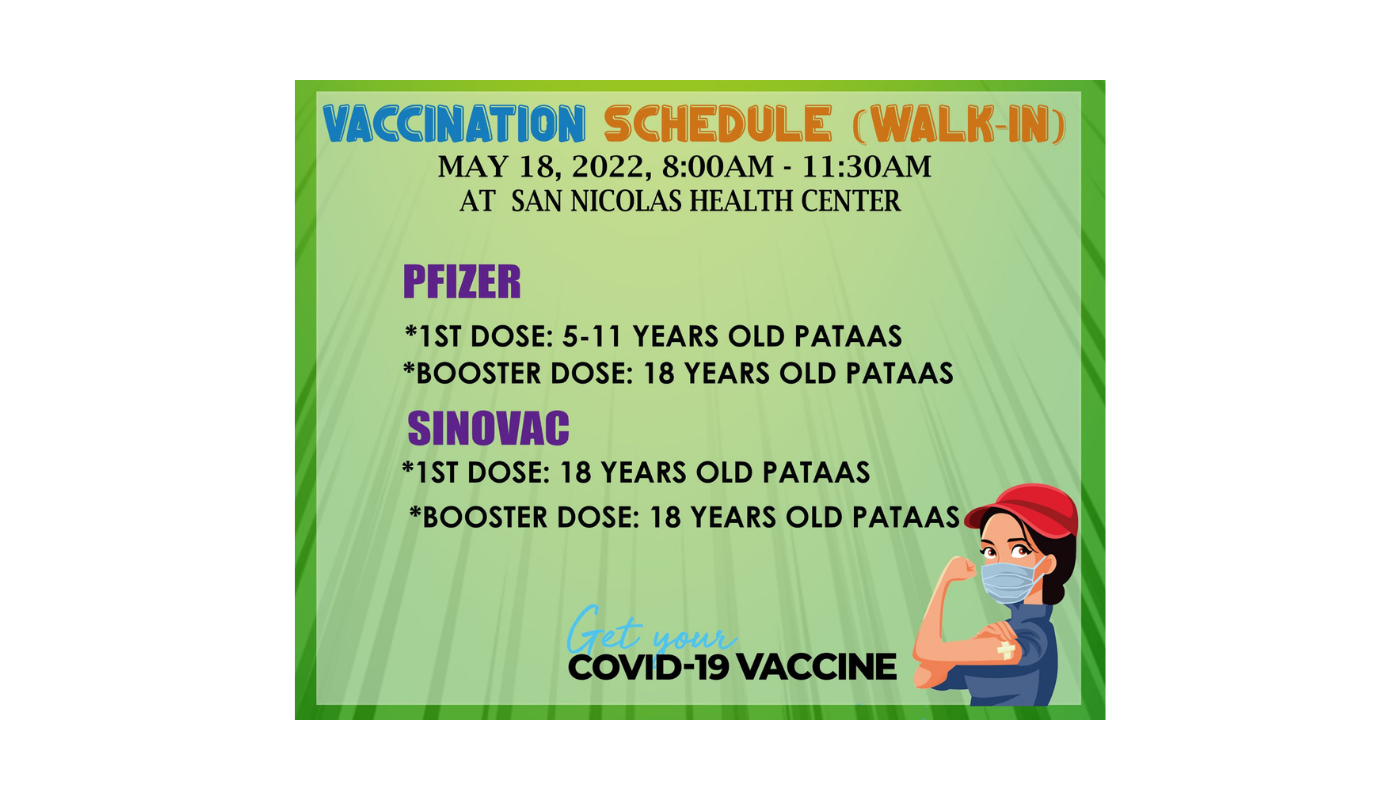 VACCINATION SCHEDULE (WALK-IN)
MAY 18, 2022, 8:00AM - 11:30AM
AT SAN NICOLAS HEALTH CENTER
PFIZER
*1ST DOSE: 5-11 YEARS OLD PATAAS
*BOOSTER DOSE: 18 YEARS OLD PATAAS
SINOVAC
*1ST DOSE: 18 YEARS OLD PATAAS
*BOOSTER DOSE: 18 YEARS OLD PATAAS
Get your
COVID-19 VACCINE